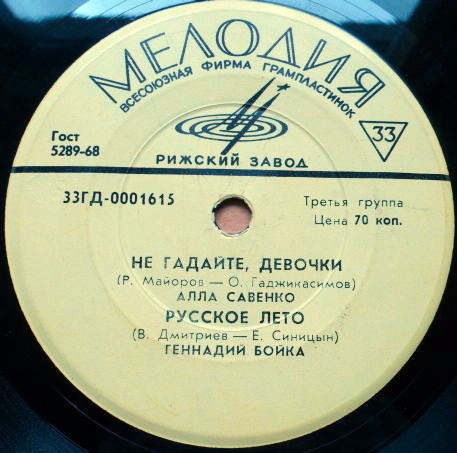 МЕЛОДИЯ
ВСЕСОЮЗНАЯ ФИРМА ГРАМПЛАСТИНОК
Гост
5289-68
33
РИЖСКИЙ ЗАВОД
33ГД-0001615
Третья группа
Цена 70 коп.
НЕ ГАДАЙТЕ, ДЕВОЧКИ
(Р. Майоров — О. Гаджикасимов)
АЛЛА САВЕНКО
РУССКОЕ ЛЕТО
(В. Дмитриев — Е. Синицын)
ГЕННАДИЙ БОЙКА